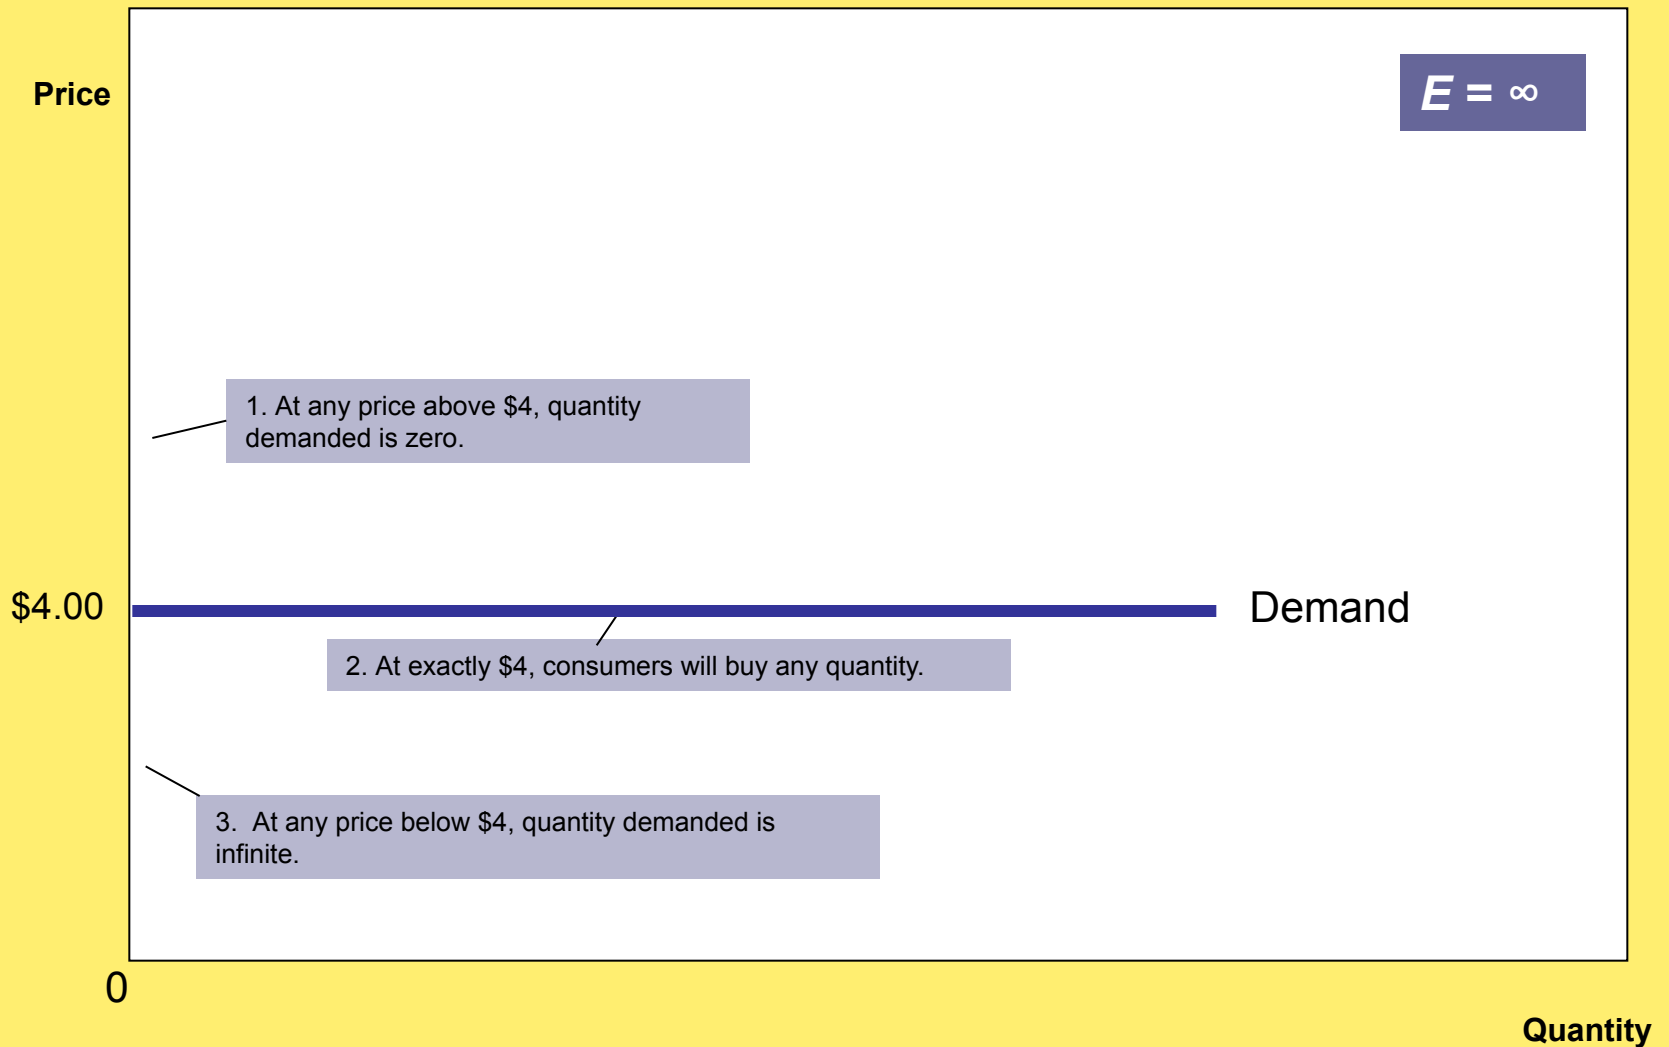 Price
E = ∞
1. At any price above $4, quantity
demanded is zero.
$4.00
Demand
2. At exactly $4, consumers will buy any quantity.
3.  At any price below $4, quantity demanded is
infinite.
0
Quantity